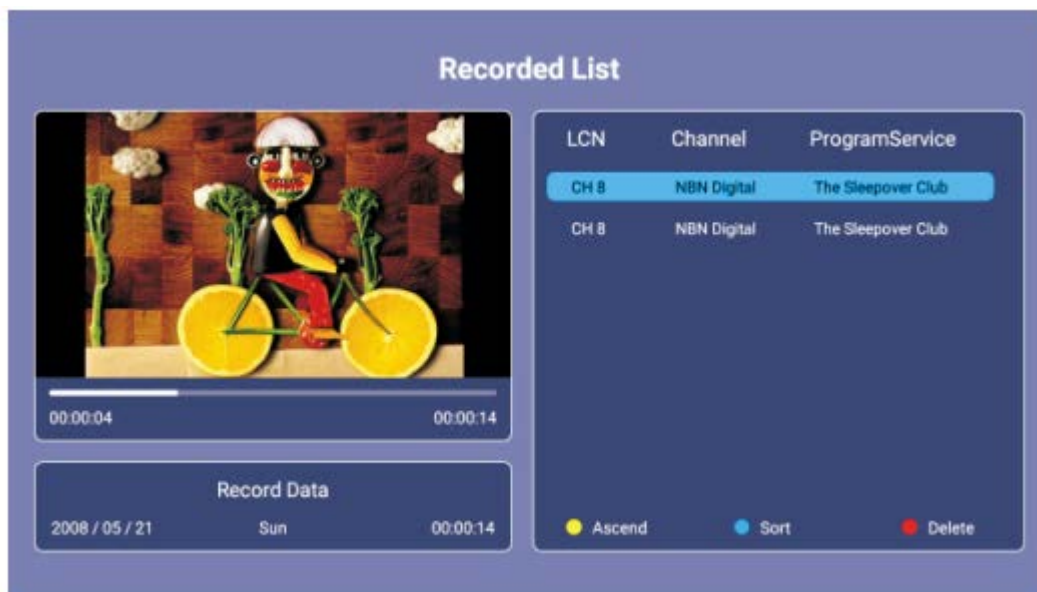 Recorded List
00:00:04 00:00:14
Record Data
2008 / 05 / 21 Sun 00:00:14
LCN Channel ProgramService
CH 8 NBN Digital The Sleepover Club
CH 8 NBN Digital The Sleepover Club
Ascend Sort Delete